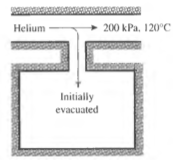 Helium 200 kPa, 120°C
Initially
evacuated